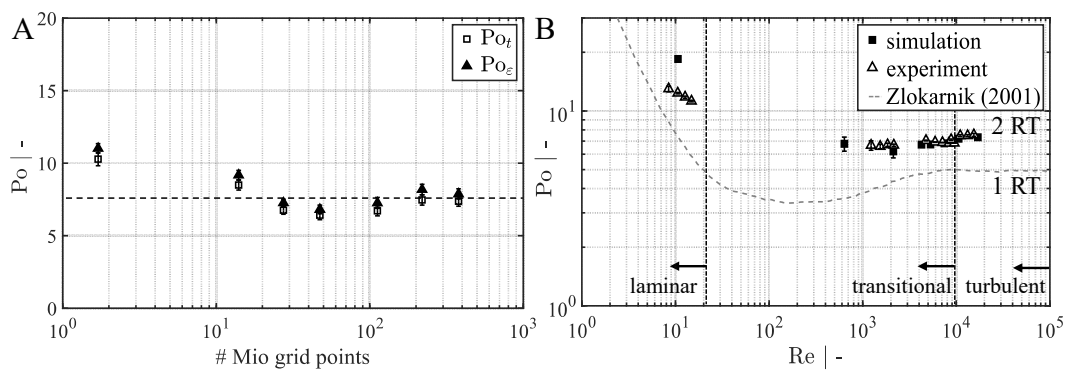 A
20
15
10
5
0
Po | -
Po_t
Po_ε
10^0
10^1
10^2
10^3
# Mio grid points
B
simulation
experiment
Zlokarnik (2001)
2 RT
1 RT
10^1
10^0
Po | -
laminar
transitional
turbulent
10^0
10^1
10^2
10^3
10^4
10^5
Re | -